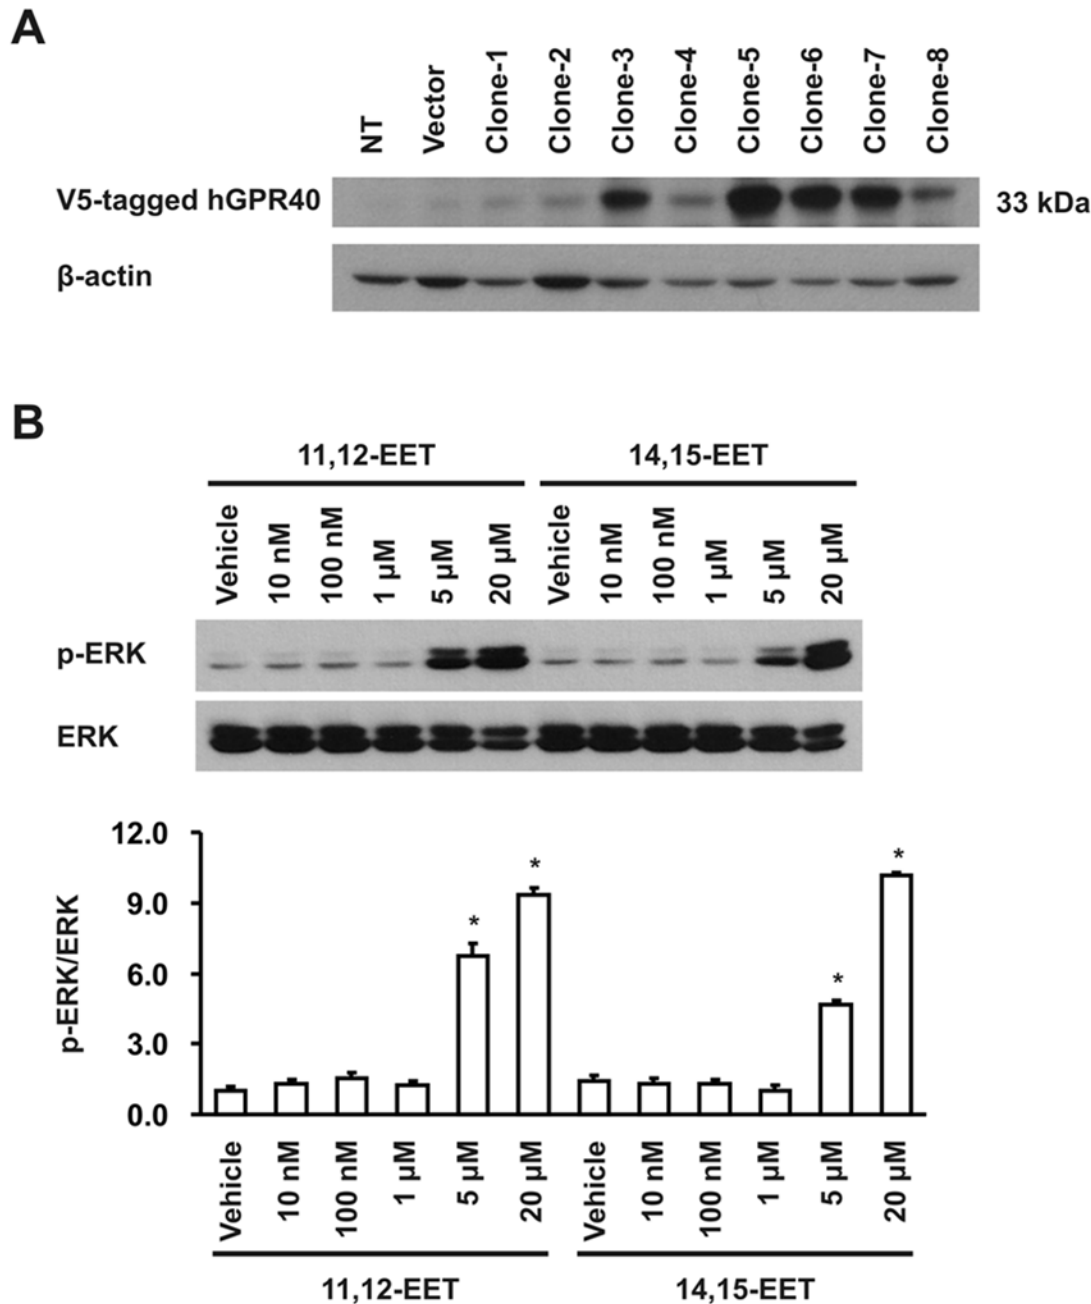 A
NT Vector Clone-1 Clone-2 Clone-3 Clone-4 Clone-5 Clone-6 Clone-7 Clone-8
V5-tagged hGPR40 33 kDa
β-actin
B
11,12-EET 14,15-EET
Vehicle 10 nM 100 nM 1 µM 5 µM 20 µM Vehicle 10 nM 100 nM 1 µM 5 µM 20 µM
p-ERK
ERK
p-ERK/ERK
12.0
9.0
6.0
3.0
0.0
* * * *
Vehicle 10 nM 100 nM 1 µM 5 µM 20 µM Vehicle 10 nM 100 nM 1 µM 5 µM 20 µM
11,12-EET 14,15-EET